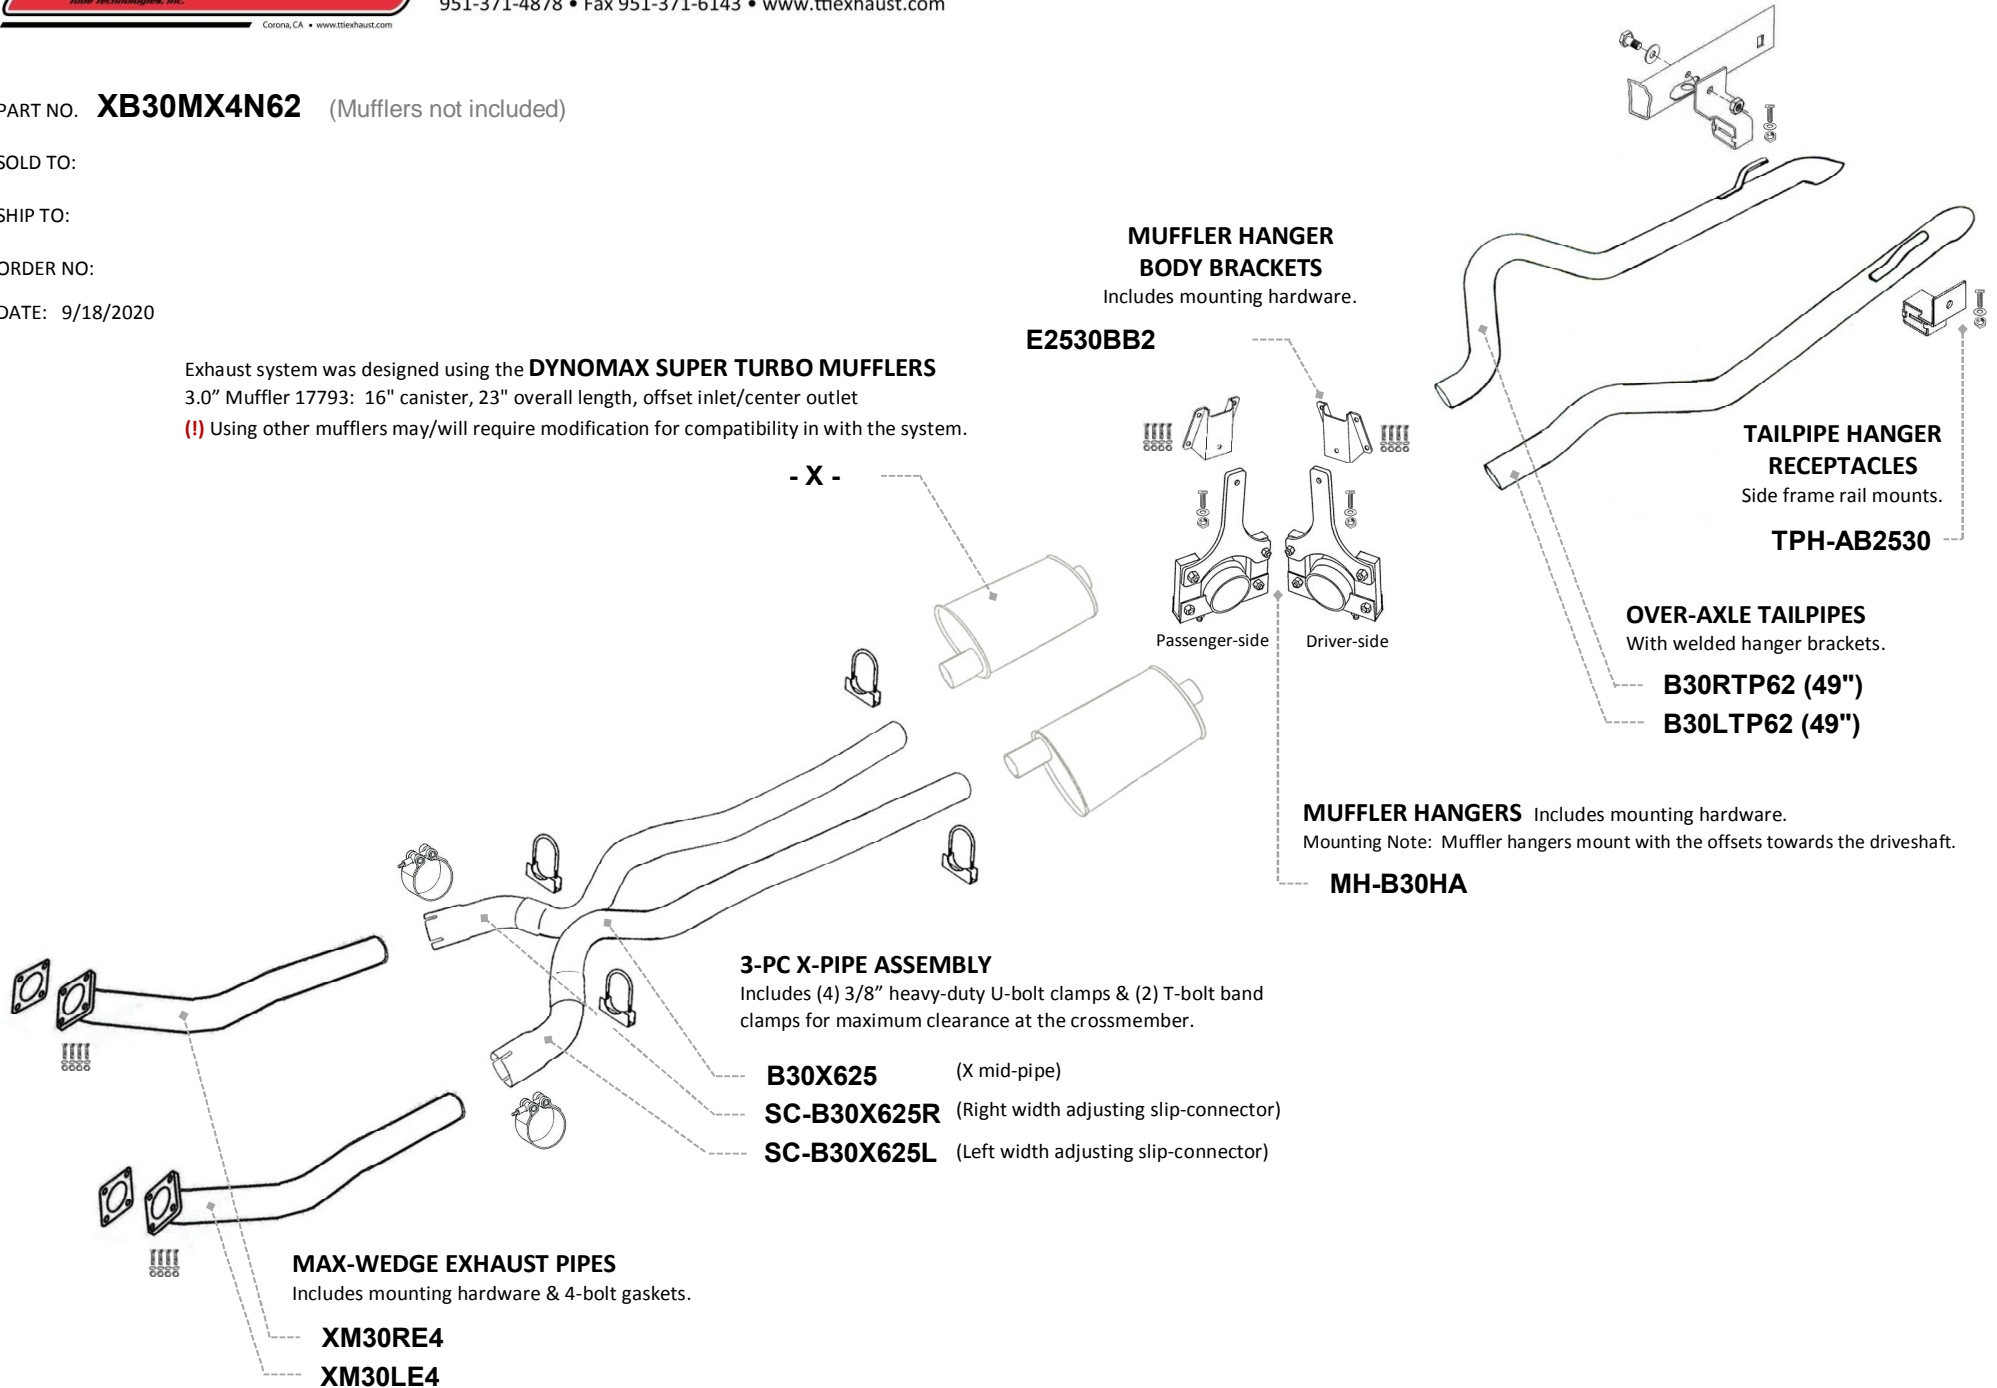 Tube Technologies, Inc.
Corona, CA • www.ttiexhaust.com
951-371-4878 • Fax 951-371-6143 • www.ttiexhaust.com
PART NO. XB30MX4N62 (Mufflers not included)
SOLD TO:
SHIP TO:
ORDER NO:
DATE: 9/18/2020
Exhaust system was designed using the DYNOMAX SUPER TURBO MUFFLERS
3.0” Muffler 17793: 16" canister, 23" overall length, offset inlet/center outlet
(!) Using other mufflers may/will require modification for compatibility in with the system.
- X -
MUFFLER HANGER
BODY BRACKETS
Includes mounting hardware.
E2530BB2
Passenger-side
Driver-side
TAILPIPE HANGER
RECEPTACLES
Side frame rail mounts.
TPH-AB2530
OVER-AXLE TAILPIPES
With welded hanger brackets.
B30RTP62 (49")
B30LTP62 (49")
MUFFLER HANGERS Includes mounting hardware.
Mounting Note: Muffler hangers mount with the offsets towards the driveshaft.
MH-B30HA
3-PC X-PIPE ASSEMBLY
Includes (4) 3/8” heavy-duty U-bolt clamps & (2) T-bolt band
clamps for maximum clearance at the crossmember.
B30X625 (X mid-pipe)
SC-B30X625R (Right width adjusting slip-connector)
SC-B30X625L (Left width adjusting slip-connector)
MAX-WEDGE EXHAUST PIPES
Includes mounting hardware & 4-bolt gaskets.
XM30RE4
XM30LE4